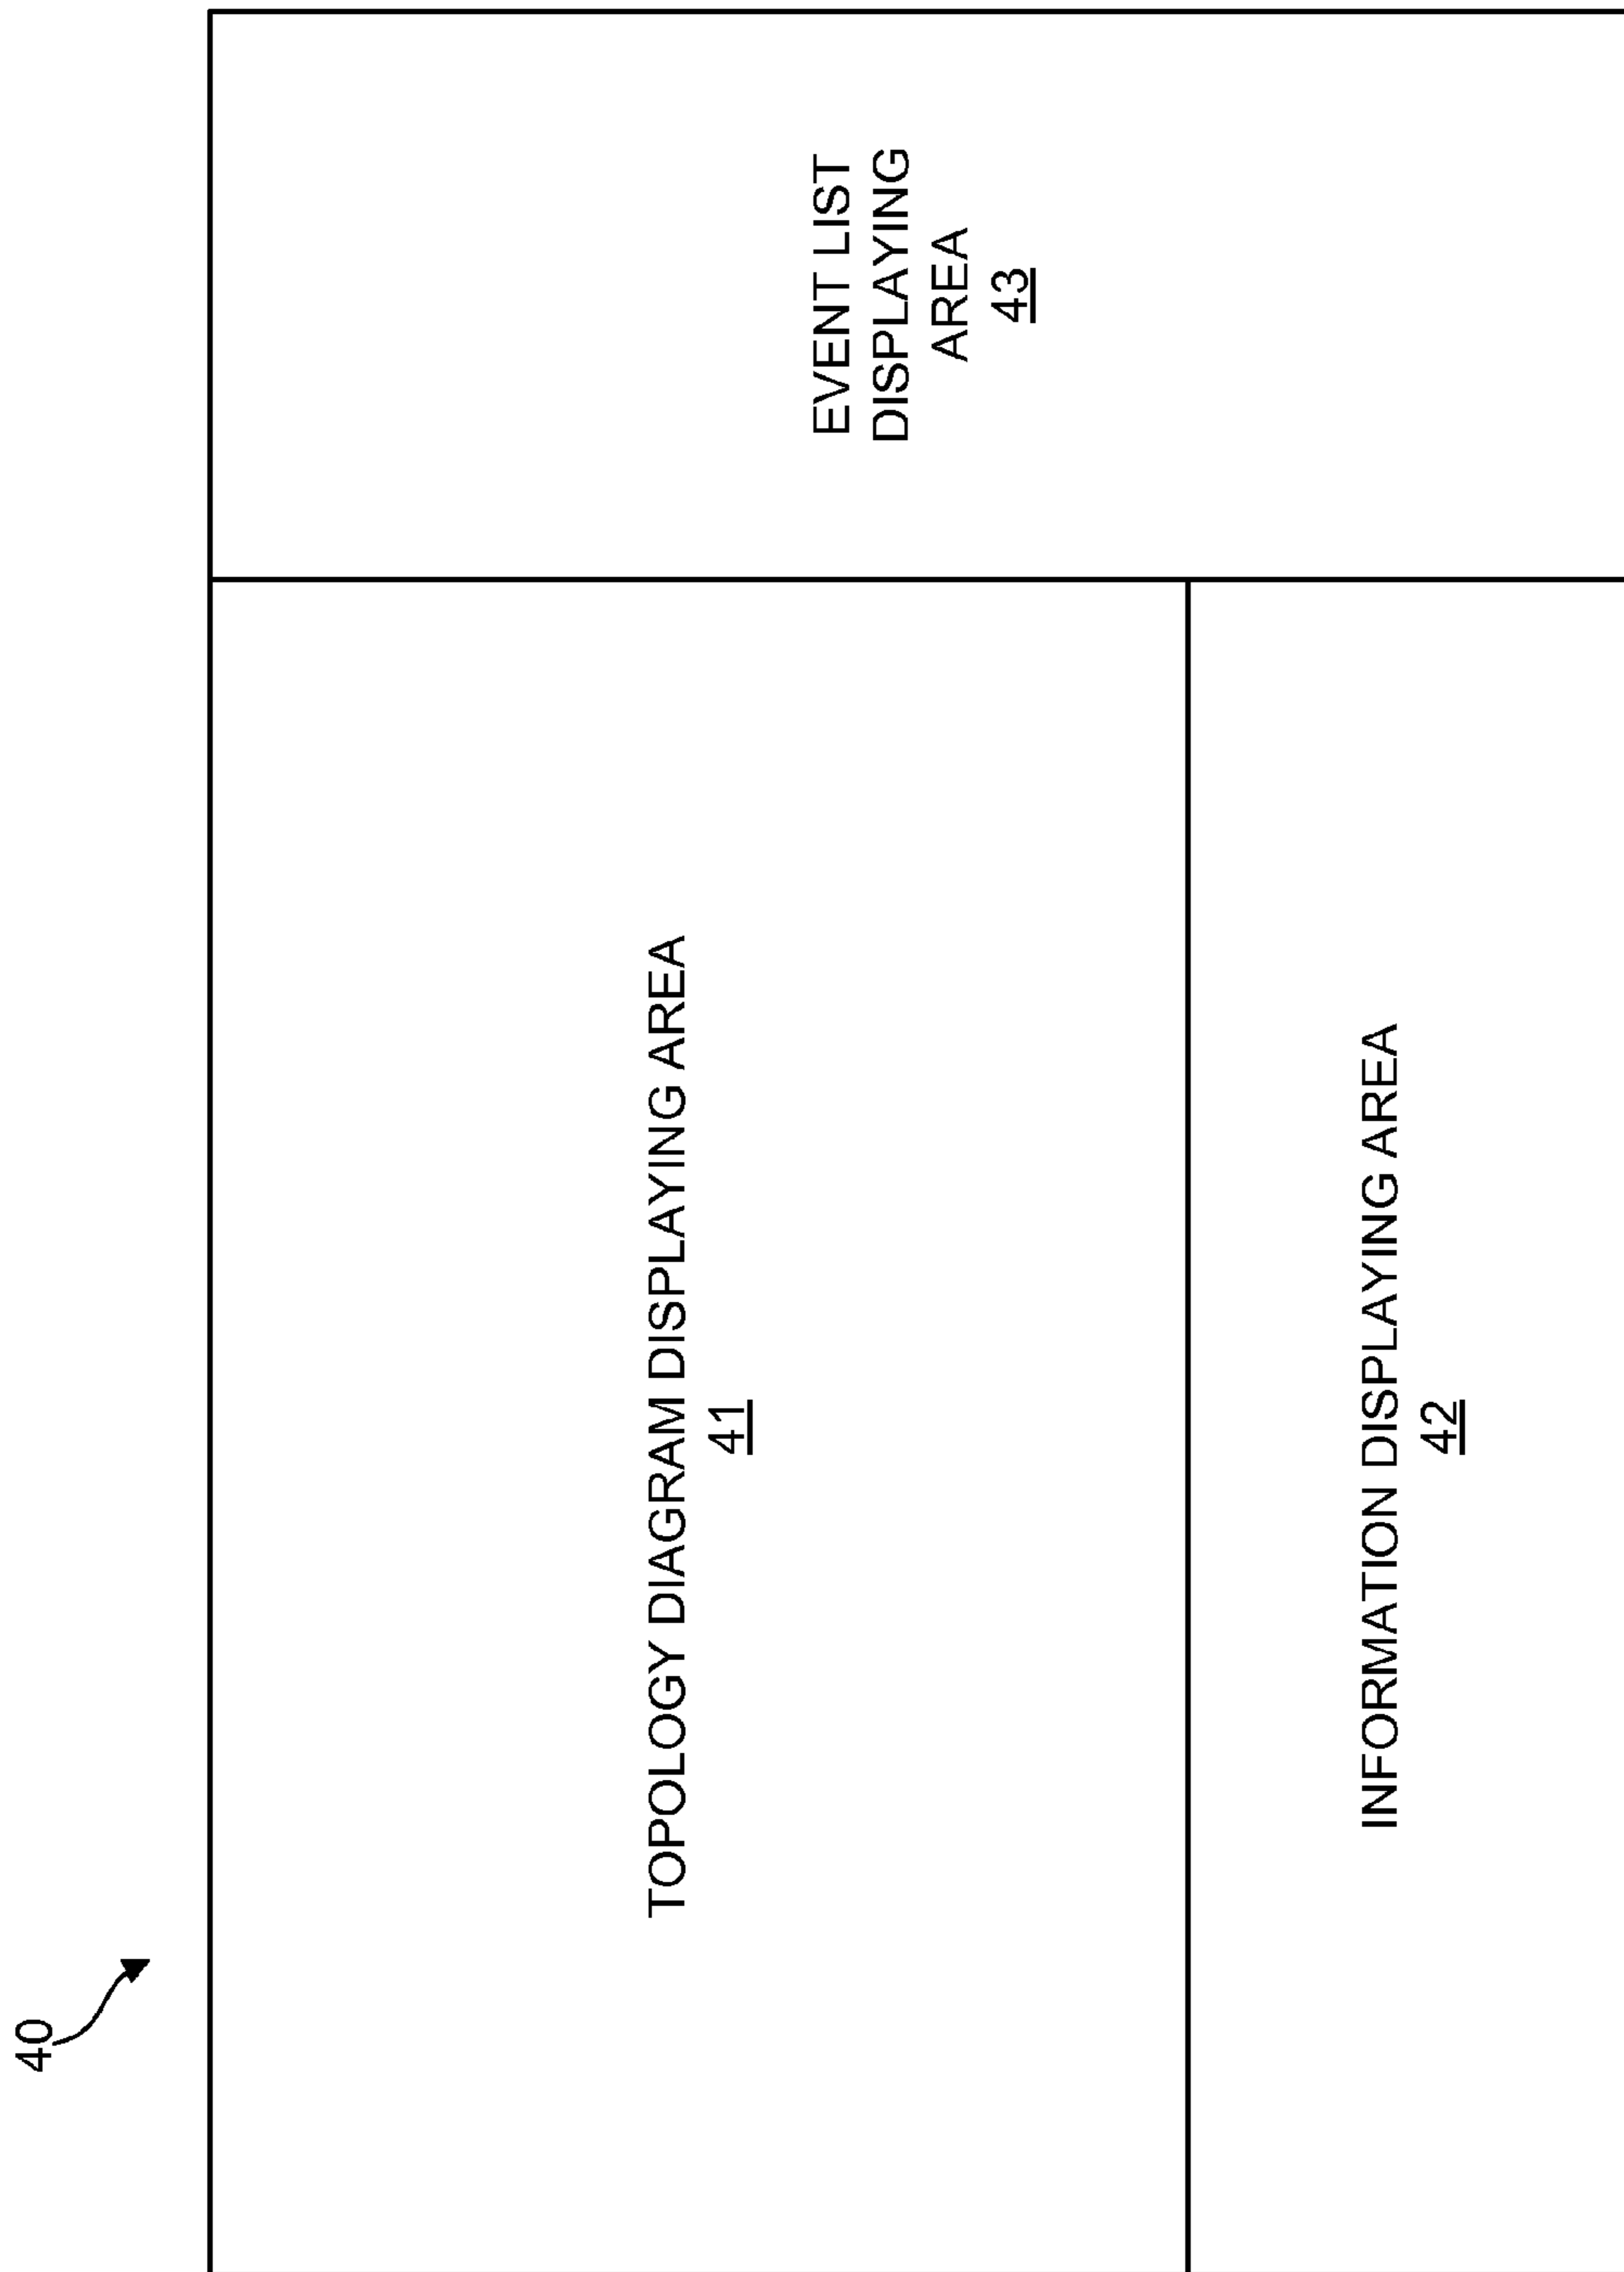 40
TOPOLOGY DIAGRAM DISPLAYING AREA
41
INFORMATION DISPLAYING AREA
42
EVENT LIST
DISPLAYING
AREA
43